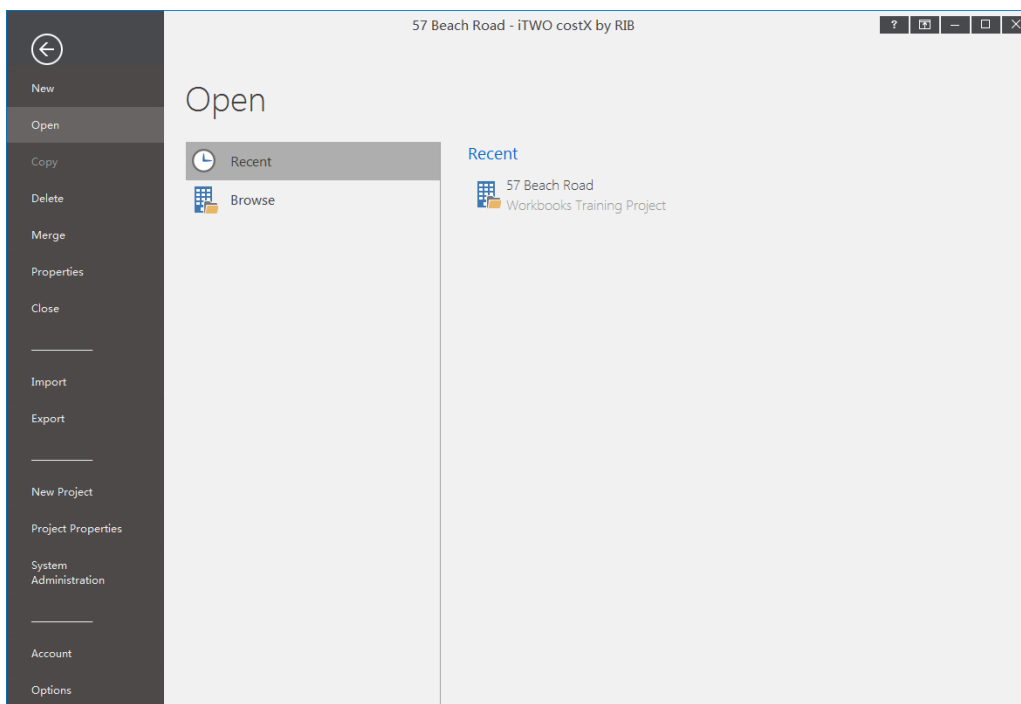 57 Beach Road - iTWO costX by RIB
?
New
Open
Copy
Delete
Merge
Properties
Close
Import
Export
New Project
Project Properties
System
Administration
Account
Options
Open
Recent
Browse
Recent
57 Beach Road
Workbooks Training Project